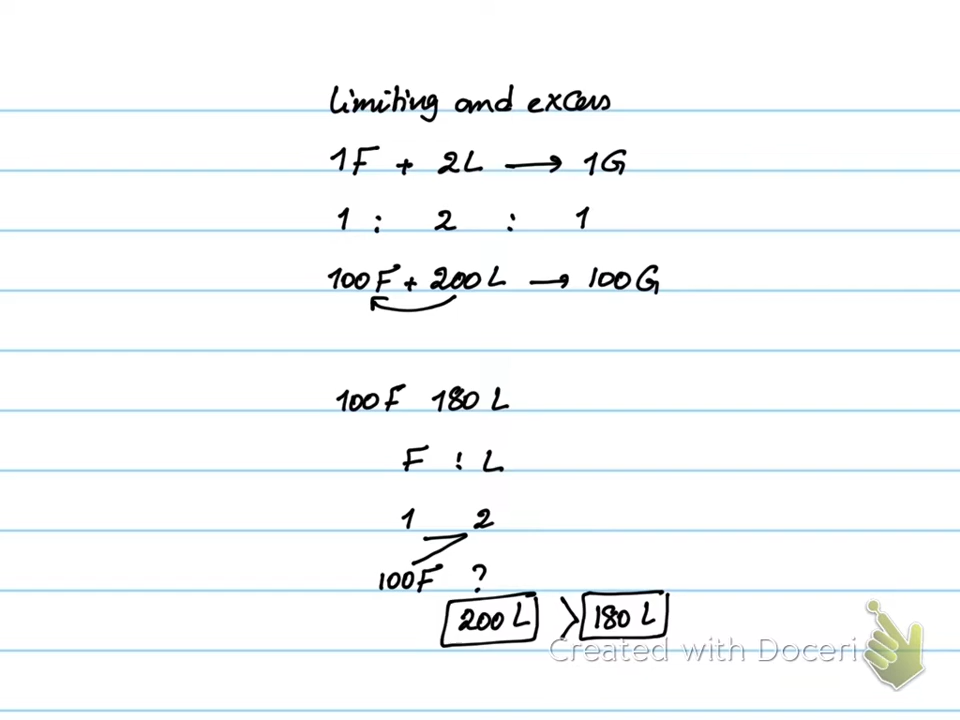 limiting and excess
1F + 2L → 1G
1 : 2 : 1
100F + 200L → 100G
100F 180L
F : L
1 2
100F ?
200L > 180L
Created with Doceri